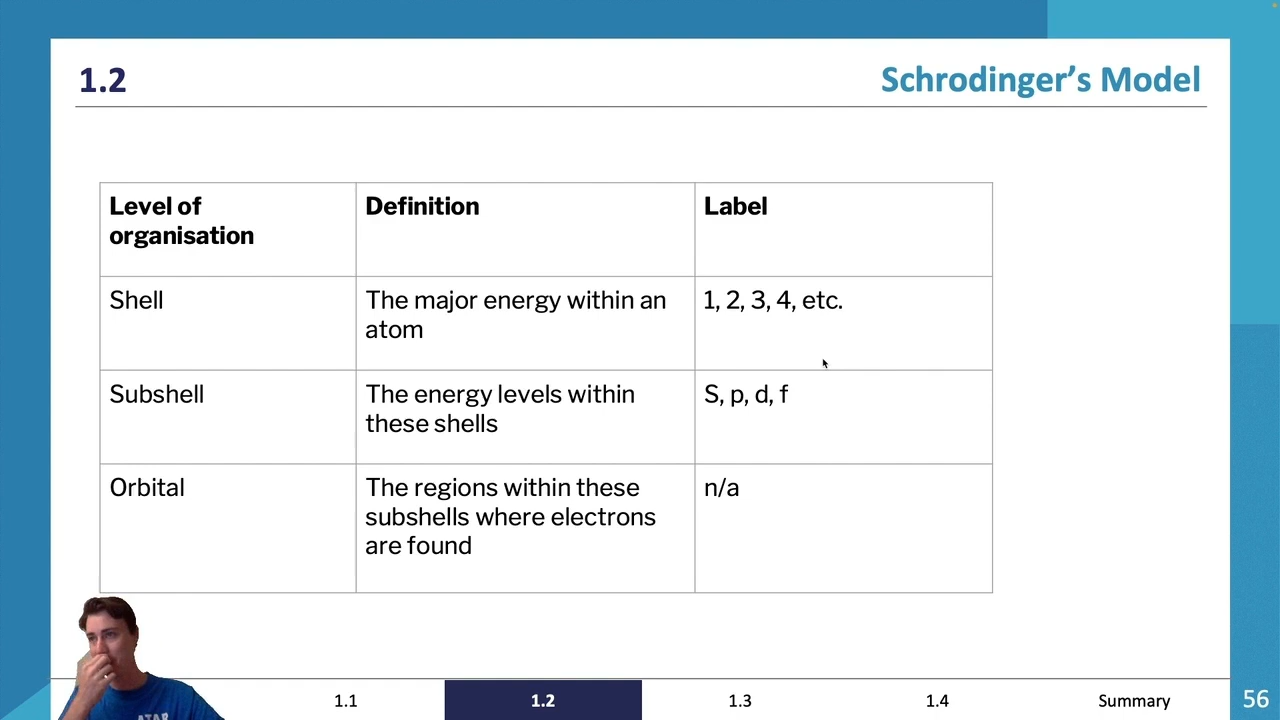 1.2
Schrodinger's Model
Level of
organisation
Definition
Label
Shell
The major energy within an
atom
1, 2, 3, 4, etc.
Subshell
The energy levels within
these shells
S, p, d, f
Orbital
The regions within these
subshells where electrons
are found
n/a
ATAR
1.1
1.2
1.3
1.4
Summary
56